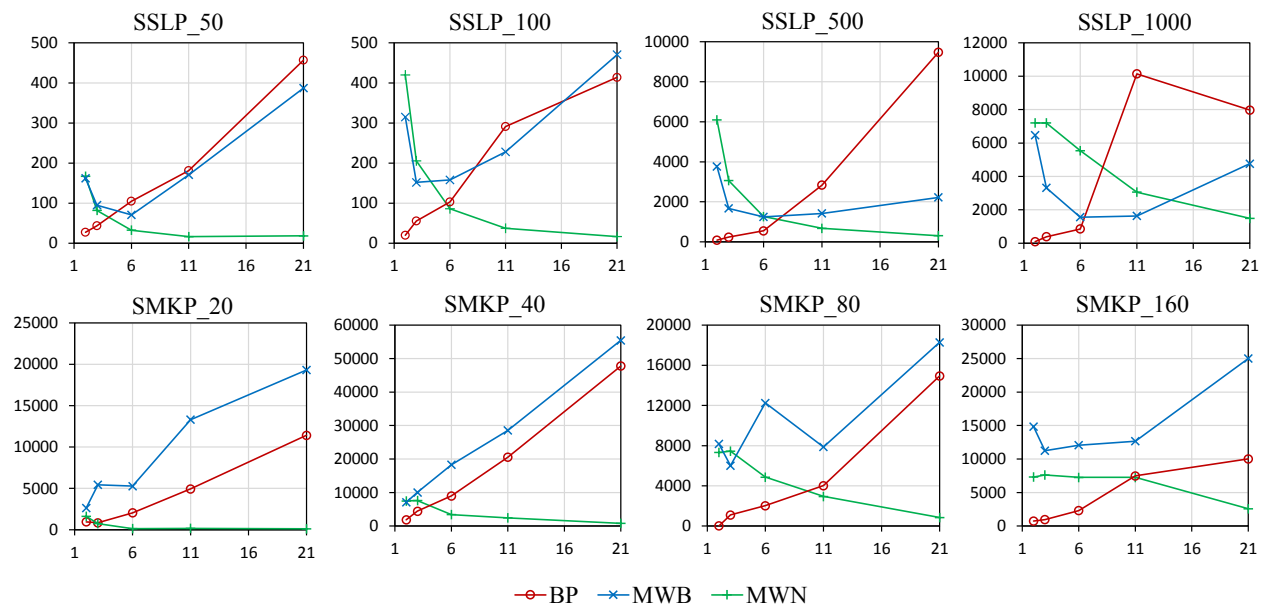 SSLP_50 SSLP_100 SSLP_500 SSLP_1000
500 500 10000 12000
400 400 8000 10000
300 300 6000 8000
200 200 4000 6000
100 100 2000 4000
0 0 0 2000
0
1 6 11 16 21 1 6 11 16 21 1 6 11 16 21 1 6 11 16 21
SMKP_20 SMKP_40 SMKP_80 SMKP_160
25000 60000 20000 30000
20000 50000 16000 25000
15000 40000 12000 20000
10000 30000 8000 15000
5000 20000 4000 10000
0 10000 0 5000
0 0
1 6 11 16 21 1 6 11 16 21 1 6 11 16 21 1 6 11 16 21
BP MWB MWN